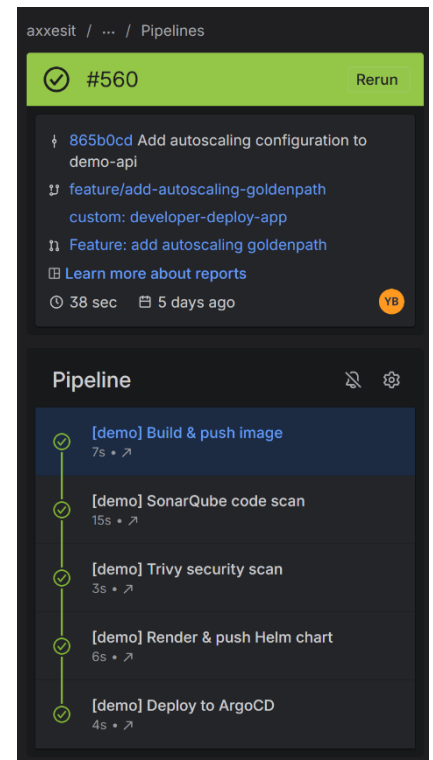 axxesit / ... / Pipelines
#560 Rerun
865b0cd Add autoscaling configuration to
demo-api
feature/add-autoscaling-goldenpath
custom: developer-deploy-app
Feature: add autoscaling goldenpath
Learn more about reports
38 sec 5 days ago YB
Pipeline
[demo] Build & push image
7s • ↗
[demo] SonarQube code scan
15s • ↗
[demo] Trivy security scan
3s • ↗
[demo] Render & push Helm chart
6s • ↗
[demo] Deploy to ArgoCD
4s • ↗